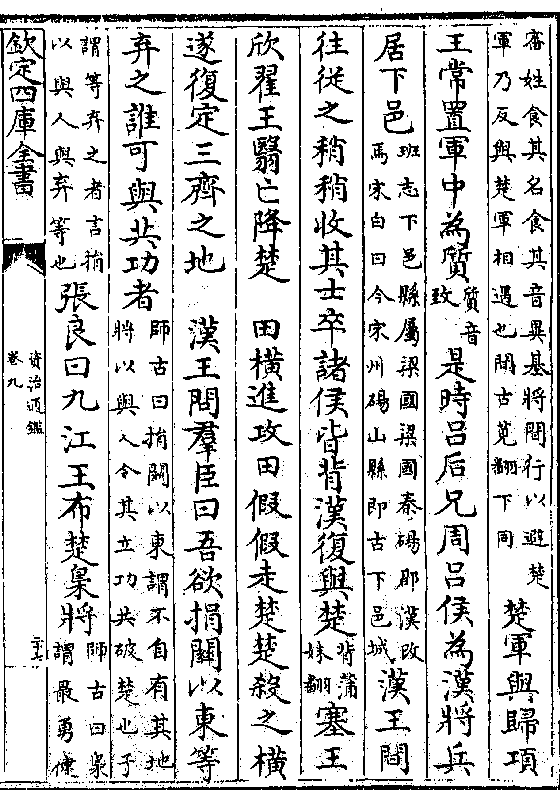 審姓食其名食其音異基將間行以避楚
軍乃反與楚軍相遇也間古莧翻下同
楚軍與歸項
王常置軍中為質
質音
致
是時吕后兄周吕侯為漢將兵
居下邑
班志下邑縣屬梁國梁國秦碭郡漢改
焉宋白曰今宋州碭山縣即古下邑城
漢王間
往從之稍稍收其士卒諸侯皆背漢復與楚
背蒲
妹翻
塞王
欣翟王翳亡降楚　田橫進攻田假假走楚楚殺之橫
遂復定三齊之地　漢王問羣臣曰吾欲捐關以東等
弃之誰可與共功者
師古曰捐關以東謂不自有其地
將以與人令其立功共破楚也子
謂等弃之者言捐
以與人與弃等也
張良曰九江王布楚梟將
師古曰梟
謂最勇健
欽定四庫全書
資治通鑑
卷九